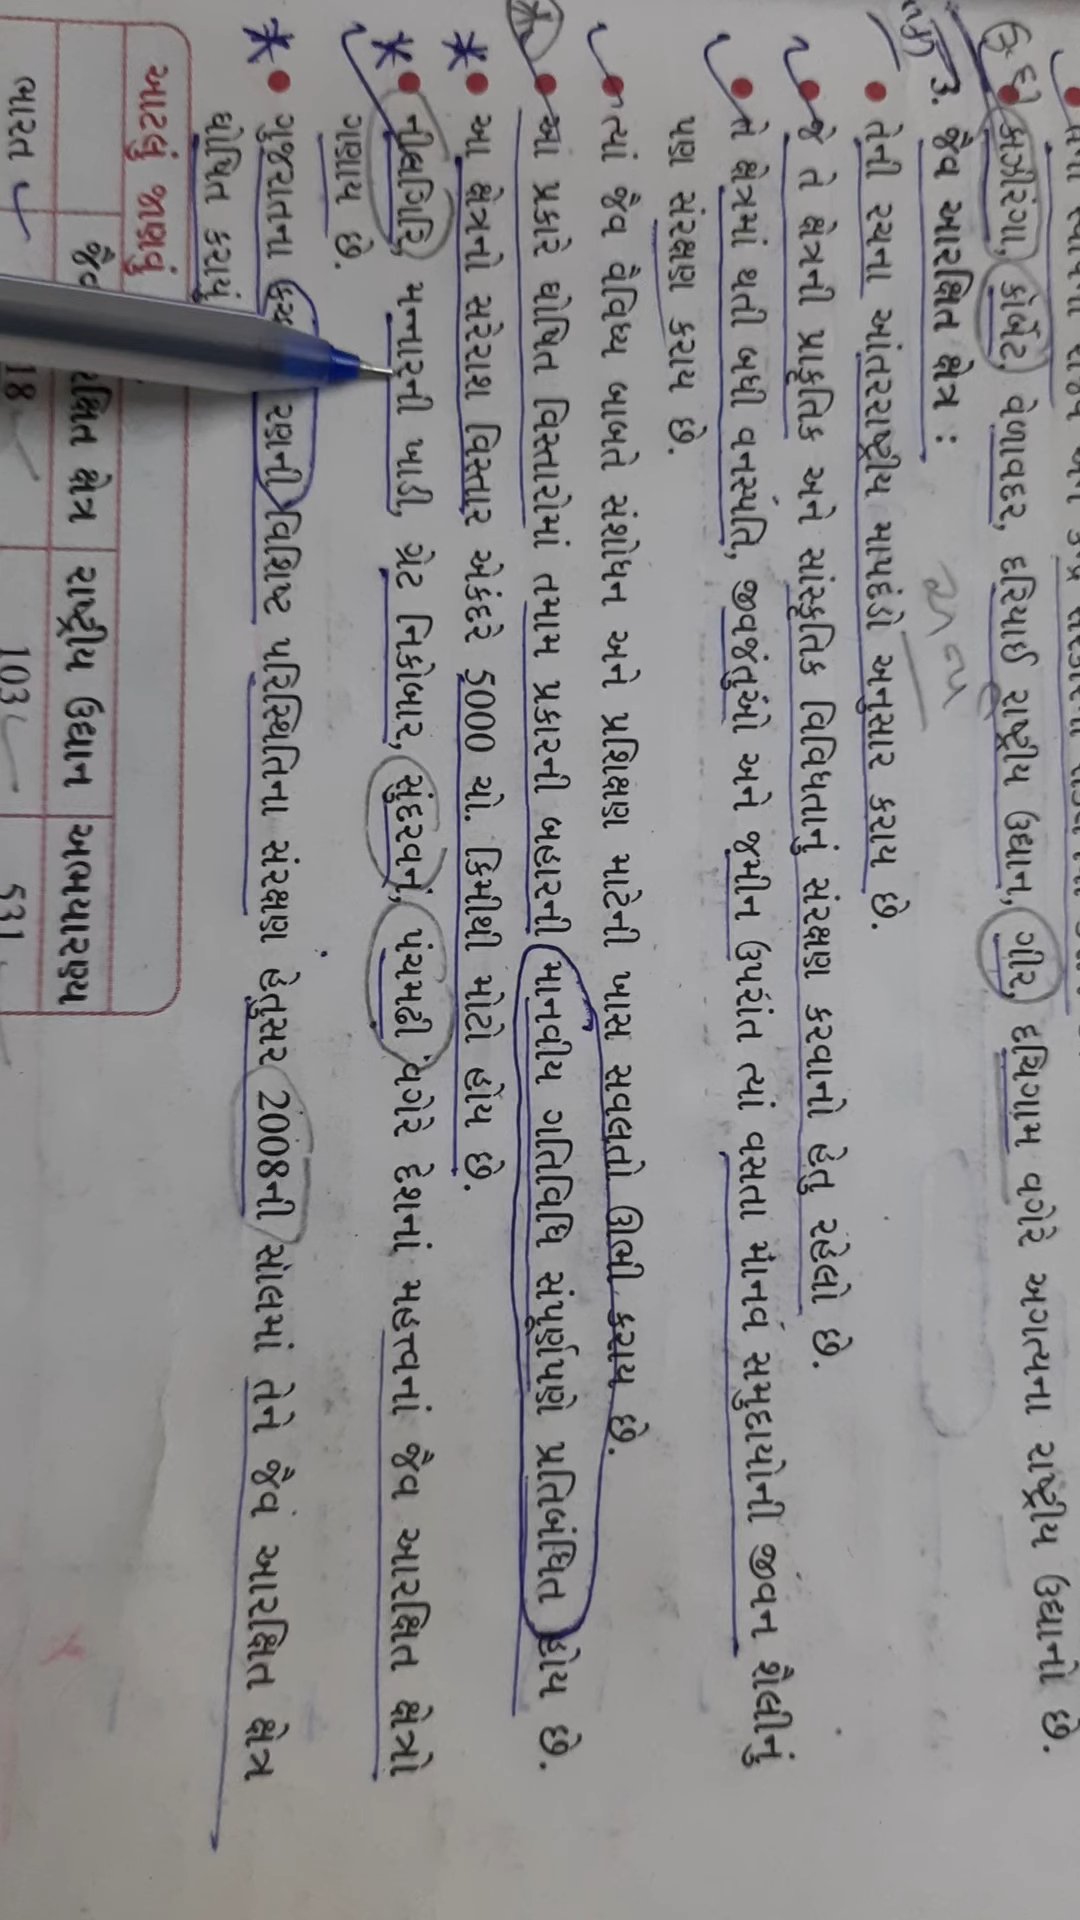 કાઝીરંગા, કોર્બેટ, વેળાવદર, દરિયાઈ રાષ્ટ્રીય ઉદ્યાન, ગીર, દચિગામ વગેરે અગત્યના રાષ્ટ્રીય ઉદ્યાનો છે.
3. જૈવ આરક્ષિત ક્ષેત્ર :
• તેની રચના આંતરરાષ્ટ્રીય માપદંડો અનુસાર કરાય છે.
• જે તે ક્ષેત્રની પ્રાકૃતિક અને સાંસ્કૃતિક વિવિધતાનું સંરક્ષણ કરવાનો હેતુ રહેલો છે.
• તે ક્ષેત્રમાં થતી બધી વનસ્પતિ, જીવજંતુઓ અને જમીન ઉપરાંત ત્યાં વસતા માનવ સમુદાયોની જીવન શૈલીનું
પણ સંરક્ષણ કરાય છે.
• ત્યાં જૈવ વૈવિધ્ય બાબતે સંશોધન અને પ્રશિક્ષણ માટેની ખાસ સવલતો ઊભી કરાય છે.
• આ પ્રકારે ઘોષિત વિસ્તારોમાં તમામ પ્રકારની બહારની માનવીય ગતિવિધિ સંપૂર્ણપણે પ્રતિબંધિત હોય છે.
• આ ક્ષેત્રનો સરેરાશ વિસ્તાર એકંદરે 5000 ચો. કિમીથી મોટો હોય છે.
• નીલગિરિ, મન્નારની ખાડી, ગ્રેટ નિકોબાર, સુંદરવન, પંચમઢી વગેરે દેશનાં મહત્ત્વનાં જૈવ આરક્ષિત ક્ષેત્રો
ગણાય છે.
• ગુજરાતના રણની વિશિષ્ટ પરિસ્થિતિના સંરક્ષણ હેતુસર 2008ની સાલમાં તેને જૈવ આરક્ષિત ક્ષેત્ર
ઘોષિત કરાયું
આટલું જાણવું
ક્ષેત્ર રાષ્ટ્રીય ઉદ્યાન અભયારણ્ય
ભારત 18 103 531